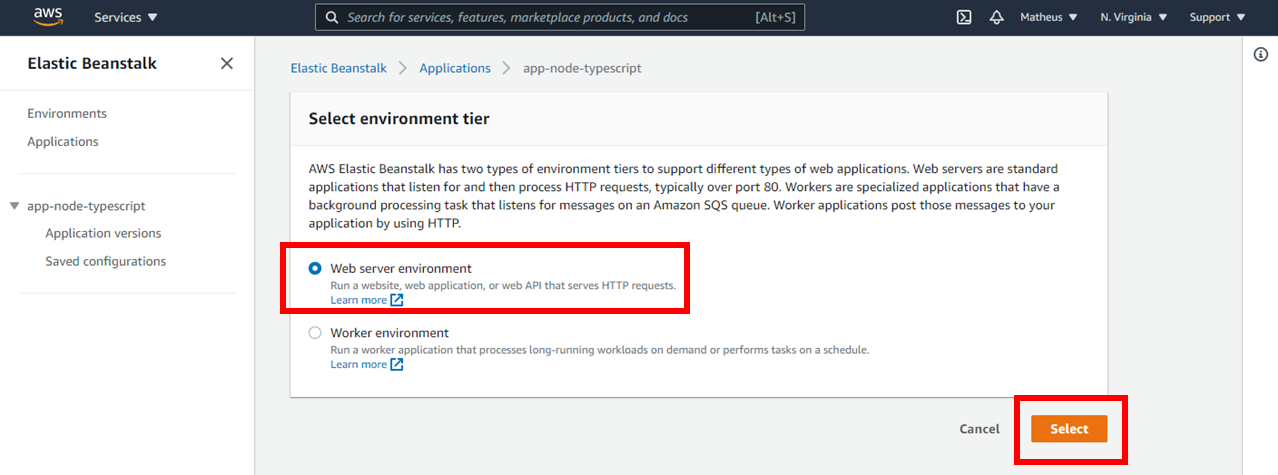 aws Services Search for services, features, marketplace products, and docs [Alt+S] Matheus N. Virginia Support
Elastic Beanstalk
Environments
Applications
app-node-typescript
Application versions
Saved configurations
Elastic Beanstalk Applications app-node-typescript
Select environment tier
AWS Elastic Beanstalk has two types of environment tiers to support different types of web applications. Web servers are standard
applications that listen for and then process HTTP requests, typically over port 80. Workers are specialized applications that have a
background processing task that listens for messages on an Amazon SQS queue. Worker applications post those messages to your
application by using HTTP.
Web server environment
Run a website, web application, or web API that serves HTTP requests.
Learn more
Worker environment
Run a worker application that processes long-running workloads on demand or performs tasks on a schedule.
Learn more
Cancel Select